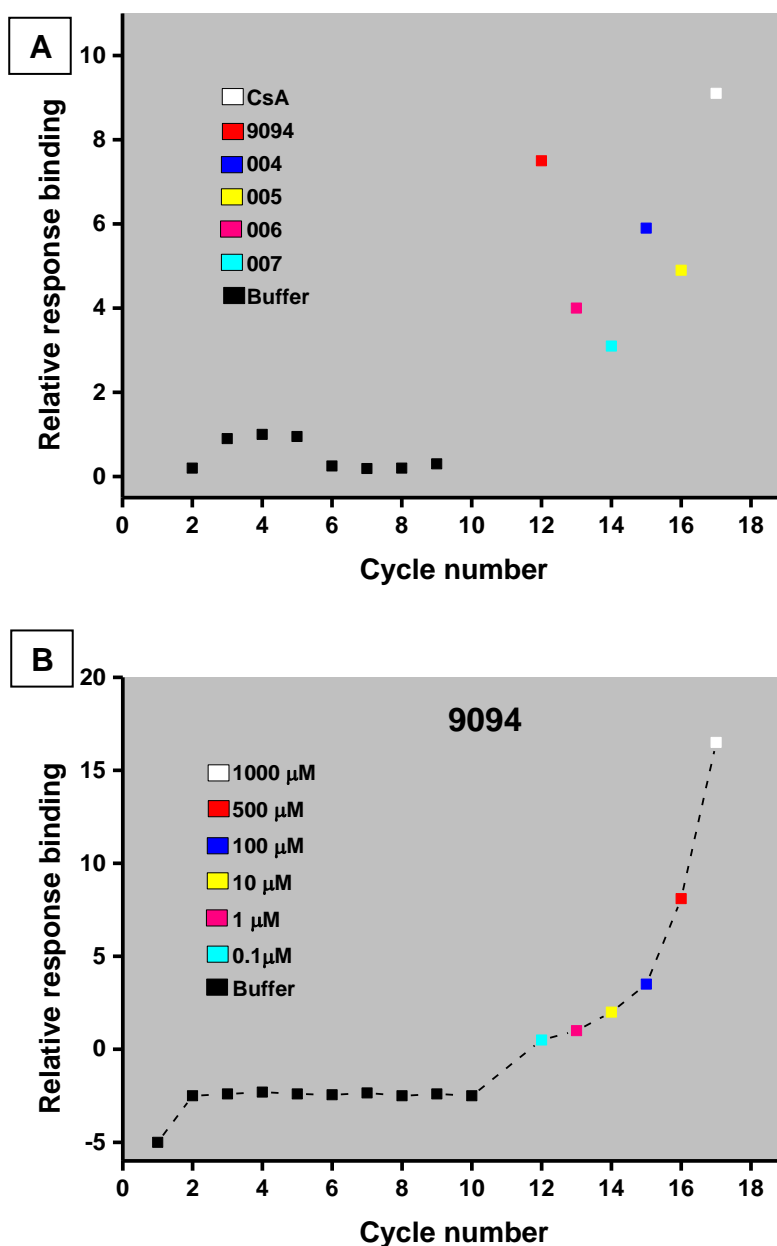 A
Relative response binding
10
8
6
4
2
0
CsA
9094
004
005
006
007
Buffer
0 2 4 6 8 10 12 14 16 18
Cycle number
B
Relative response binding
20
15
10
5
0
-5
9094
1000 μM
500 μM
100 μM
10 μM
1 μM
0.1μM
Buffer
0 2 4 6 8 10 12 14 16 18
Cycle number